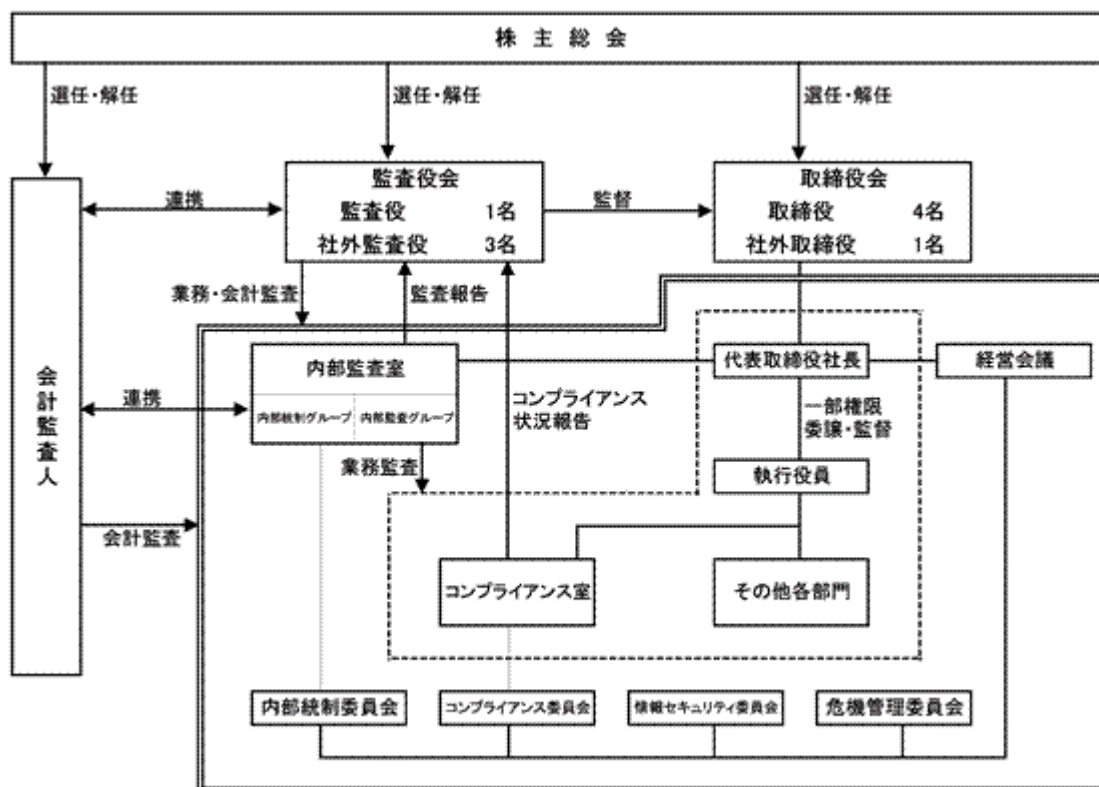 株主総会
選任・解任
選任・解任
選任・解任
監査役会
監査役 1名
社外監査役 3名
取締役会
取締役 4名
社外取締役 1名
連携
監督
業務・会計監査
監査報告
会計監査人
内部監査室
内部統制グループ
内部監査グループ
代表取締役社長
経営会議
連携
コンプライアンス
状況報告
一部権限
委譲・監督
業務監査
執行役員
会計監査
コンプライアンス室
その他各部門
内部統制委員会
コンプライアンス委員会
情報セキュリティ委員会
危機管理委員会